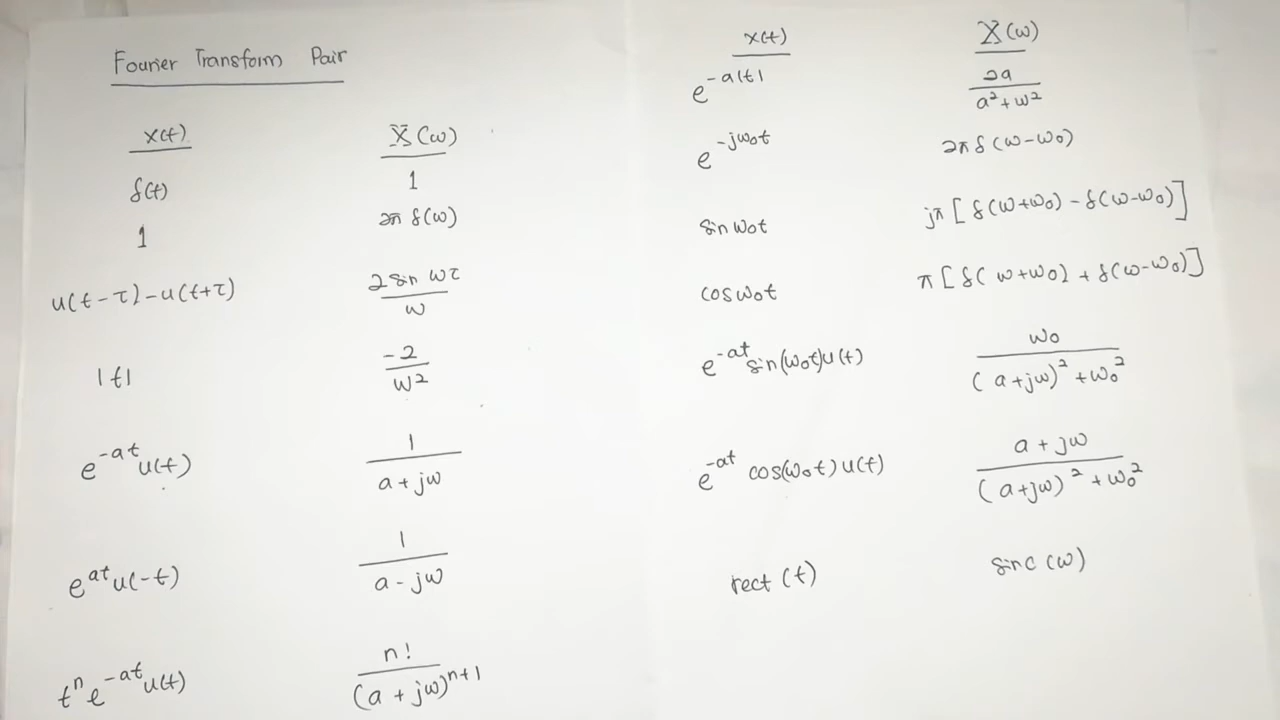 Fourier Transform Pair
x(t) X(ω)
δ(t) 1
1 2π δ(ω)
u(t-τ)-u(t+τ) 2 sin ωτ / ω
|t| -2 / ω²
e^-at u(t) 1 / a + jω
e^at u(-t) 1 / a - jω
t^n e^-at u(t) n! / (a + jω)^n+1
x(t) X(ω)
e^-a|t| 2a / a² + ω²
e^-jω₀t 2π δ(ω-ω₀)
sin ω₀t jπ [ δ(ω+ω₀) - δ(ω-ω₀)]
cos ω₀t π [ δ( ω+ω₀) + δ(ω-ω₀)]
e^-at sin(ω₀t)u(t) ω₀ / ( a+jω)² + ω₀²
e^-at cos(ω₀t) u(t) a + jω / ( a+jω) ² + ω₀²
rect (t) sinc (ω)